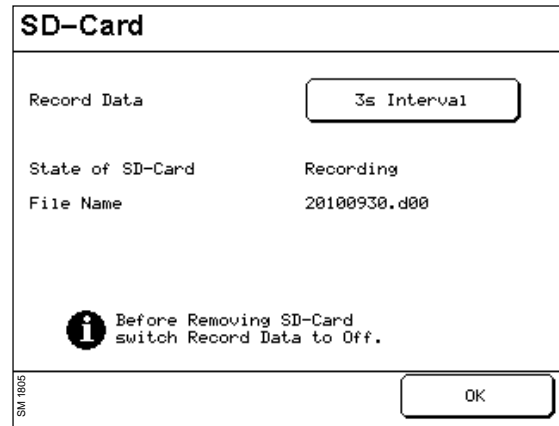 SD-Card
Record Data 3s Interval
State of SD-Card Recording
File Name 20100930.d00
Before Removing SD-Card
switch Record Data to Off.
SM 1805
OK